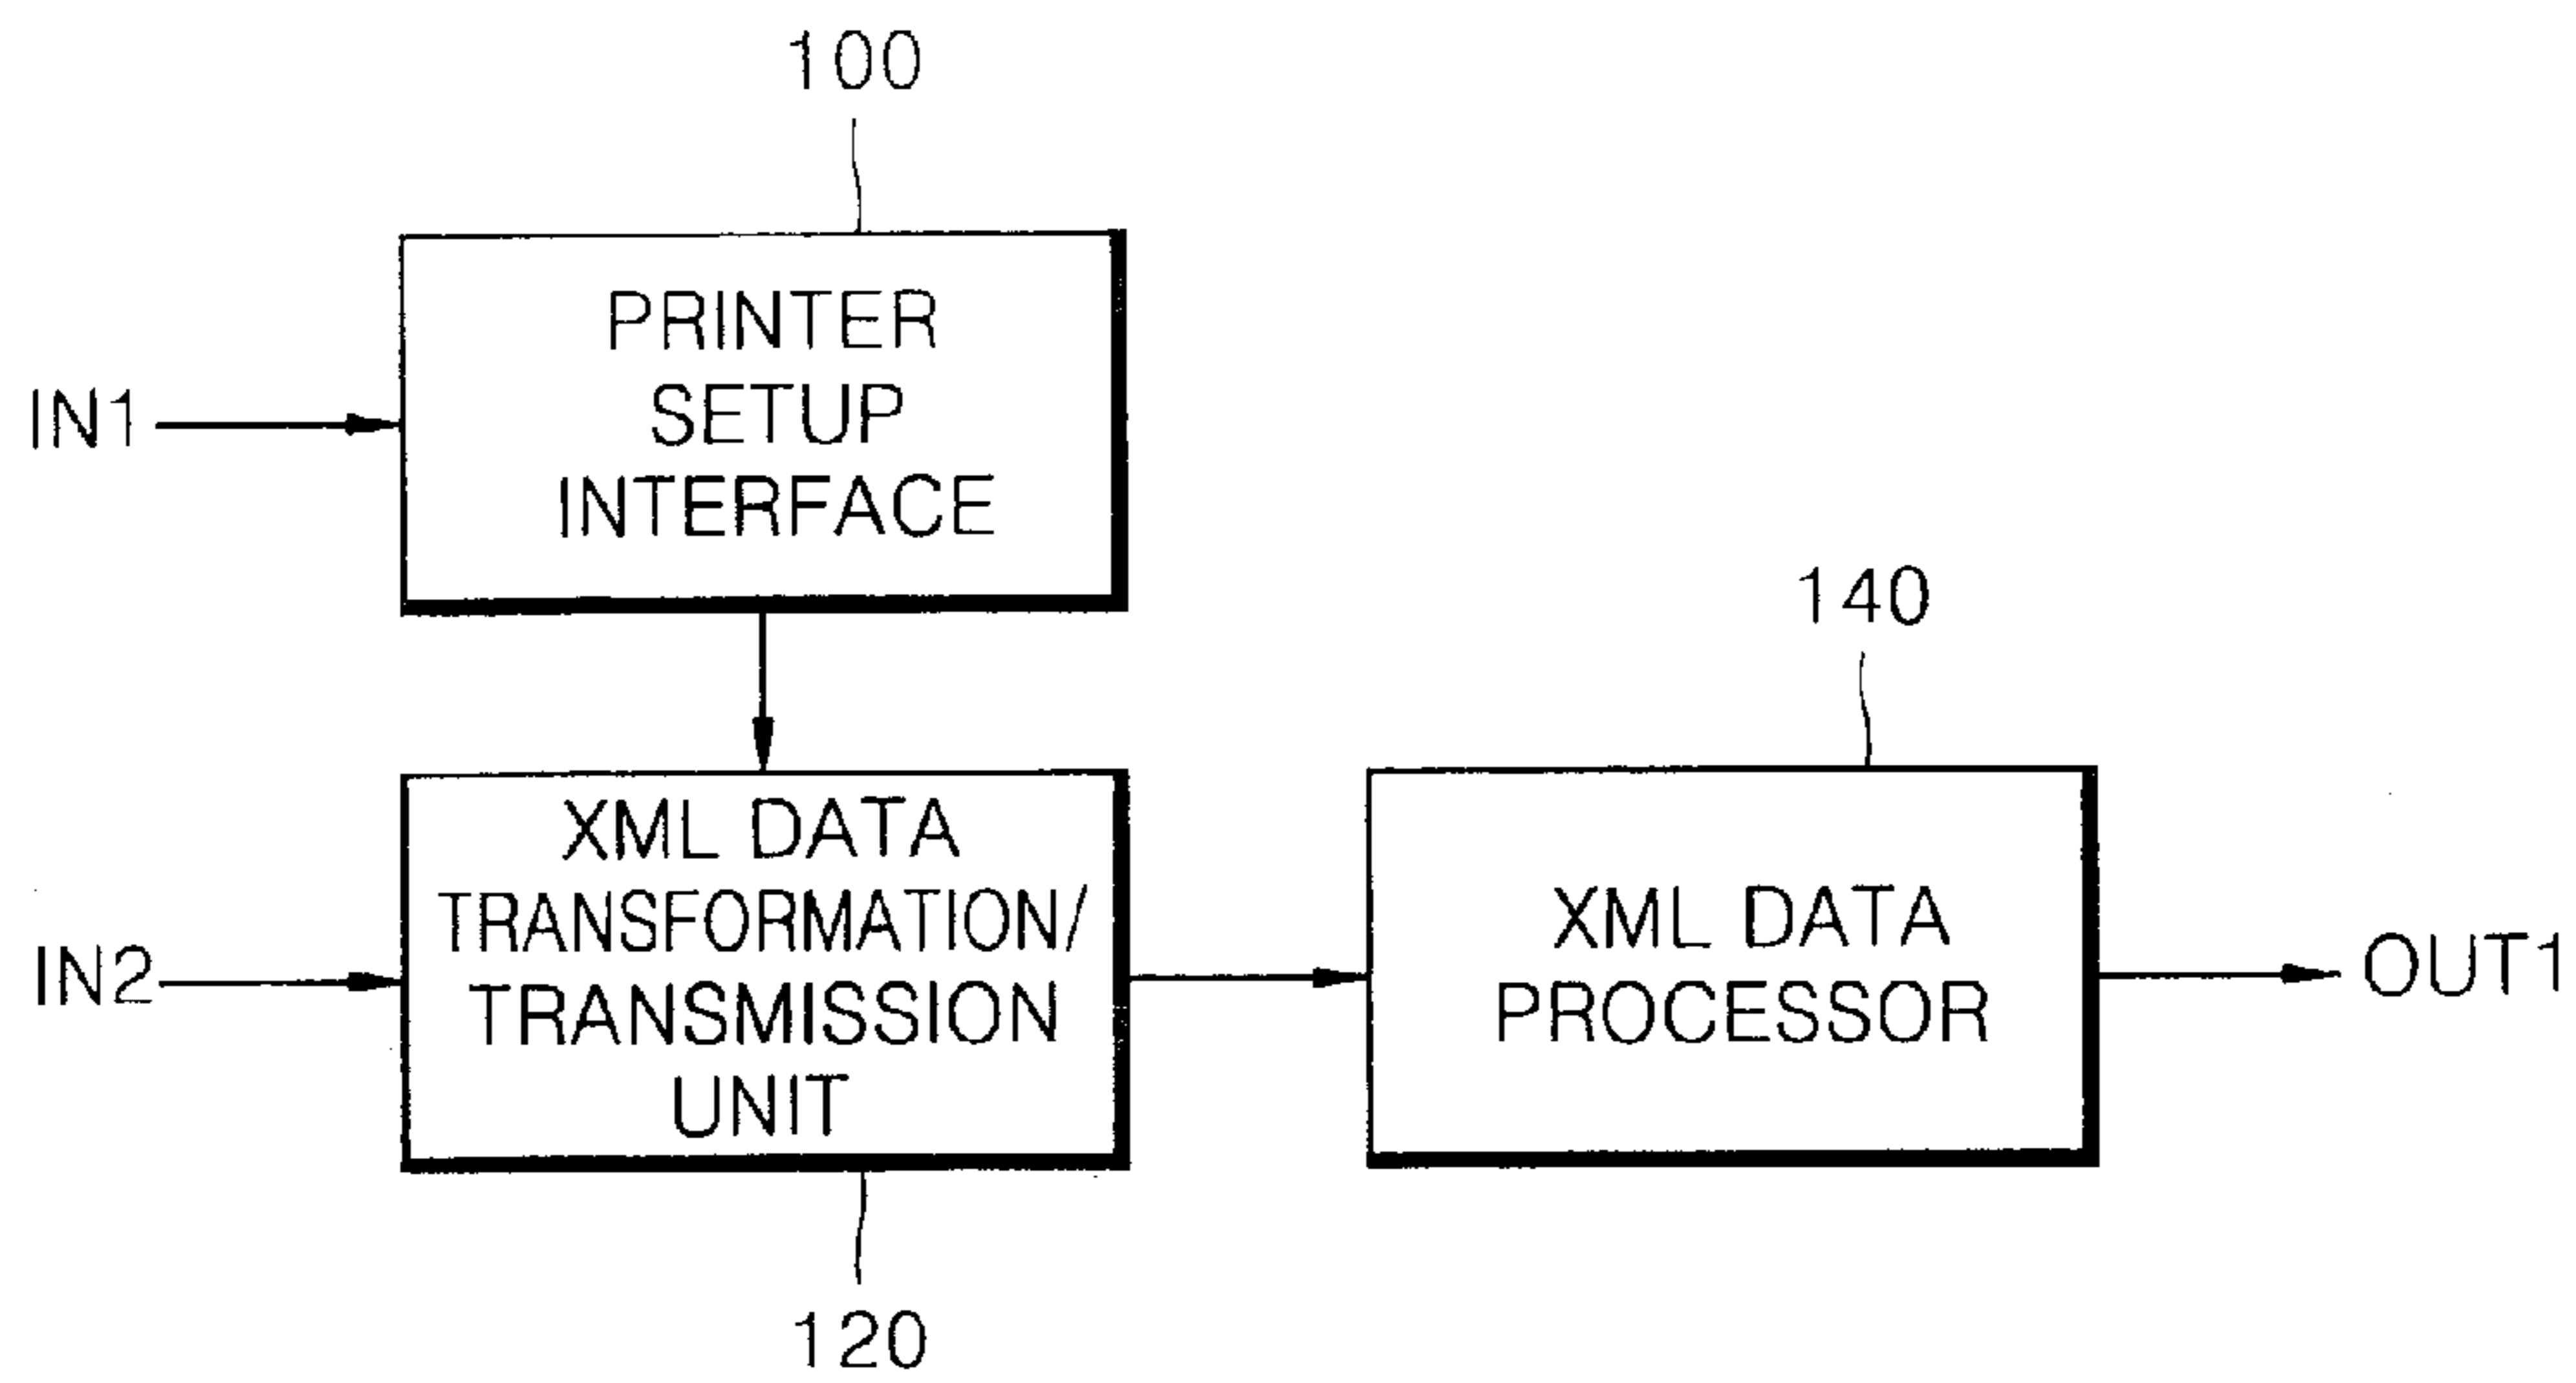 100
PRINTER
SETUP
INTERFACE
IN1
140
XML DATA
TRANSFORMATION/
TRANSMISSION
UNIT
IN2
XML DATA
PROCESSOR
OUT1
120